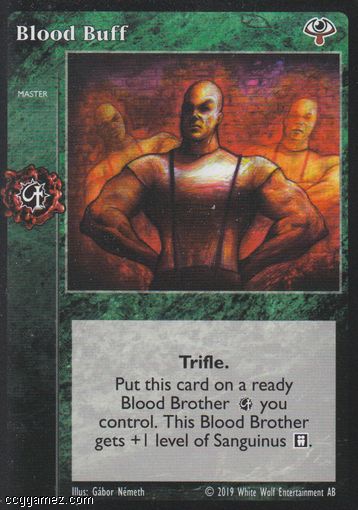 Blood Buff
MASTER
Trifle.
Put this card on a ready
Blood Brother you
control. This Blood Brother
gets +1 level of Sanguinus .
Illus: Gábor Németh © 2019 White Wolf Entertainment AB
ccggamez.com